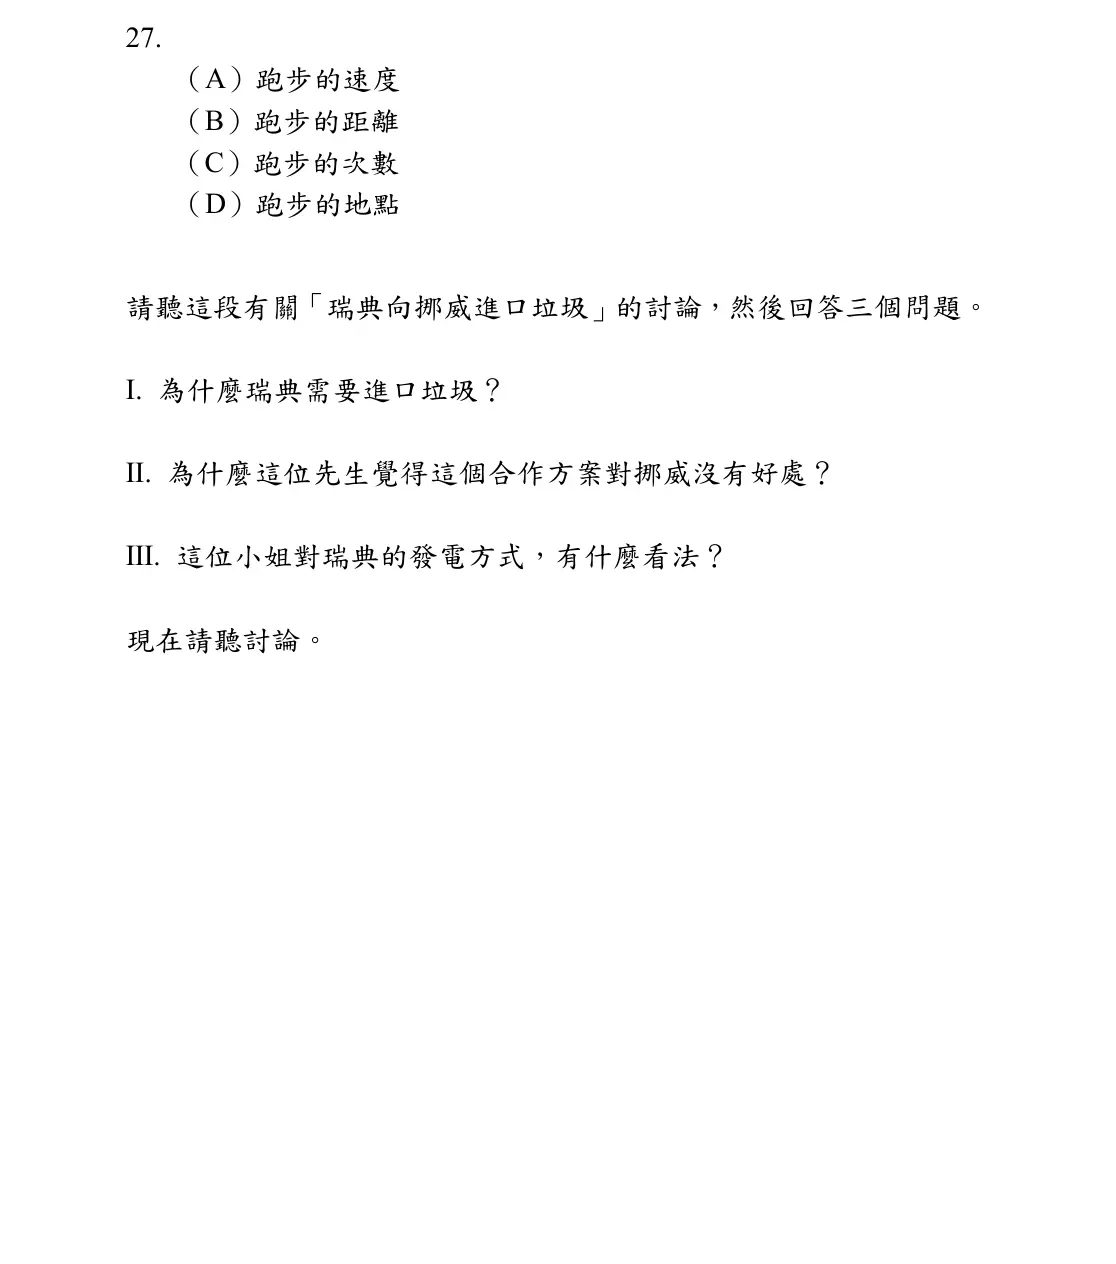 27.
（A）跑步的速度
（B）跑步的距離
（C）跑步的次數
（D）跑步的地點
請聽這段有關「瑞典向挪威進口垃圾」的討論，然後回答三個問題。
I. 為什麼瑞典需要進口垃圾？
II. 為什麼這位先生覺得這個合作方案對挪威沒有好處？
III. 這位小姐對瑞典的發電方式，有什麼看法？
現在請聽討論。